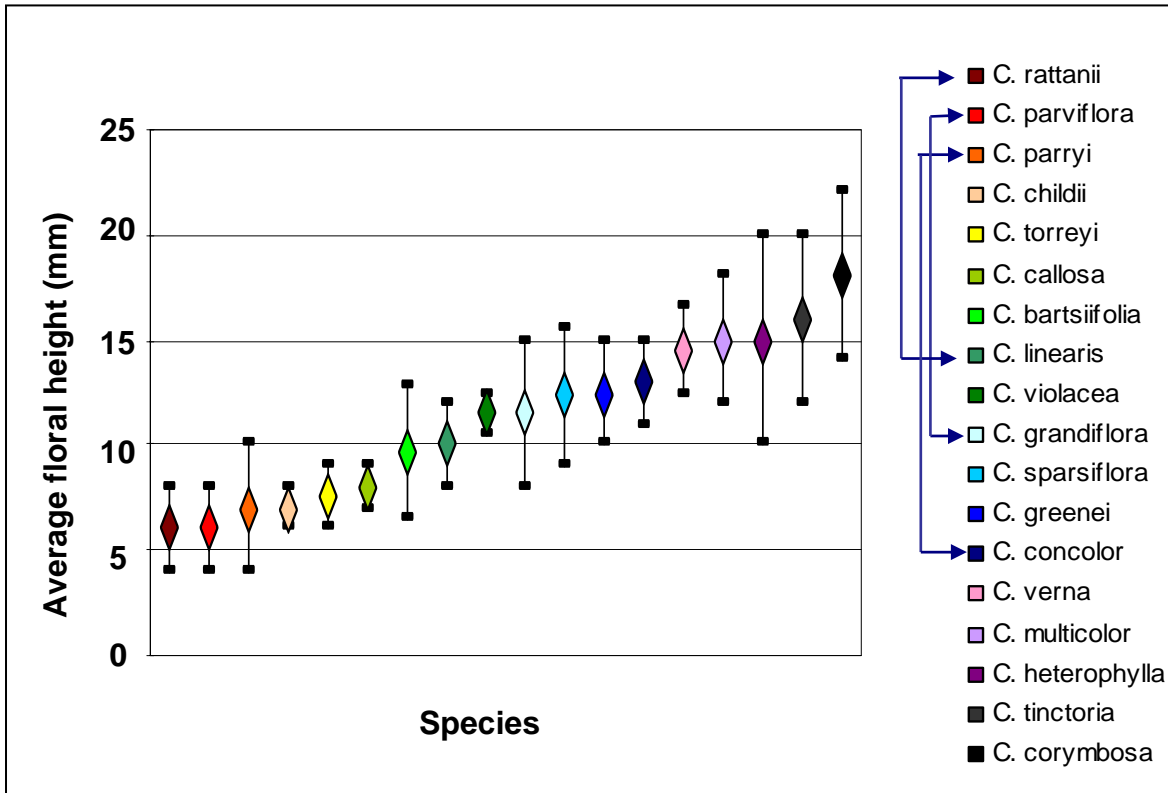 Average floral height (mm)
25
20
15
10
5
0
Species
C. rattanii
C. parviflora
C. parryi
C. childii
C. torreyi
C. callosa
C. bartsiifolia
C. linearis
C. violacea
C. grandiflora
C. sparsiflora
C. greenei
C. concolor
C. verna
C. multicolor
C. heterophylla
C. tinctoria
C. corymbosa